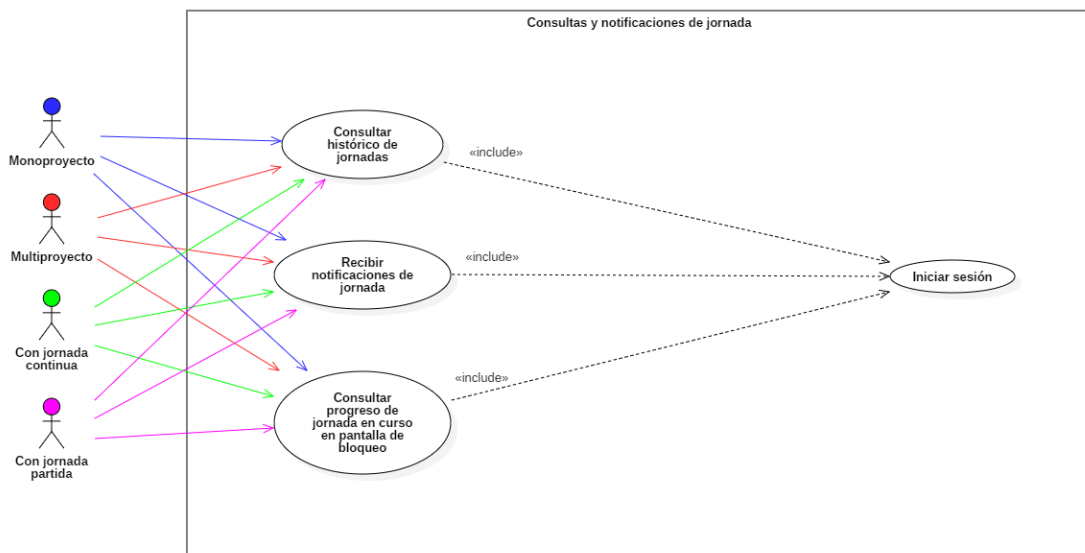 Consultas y notificaciones de jornada
Monoproyecto
Multiproyecto
Con jornada
continua
Con jornada
partida
Consultar
histórico de
jornadas
Recibir
notificaciones de
jornada
Consultar
progreso de
jornada en curso
en pantalla de
bloqueo
«include»
«include»
«include»
Iniciar sesión